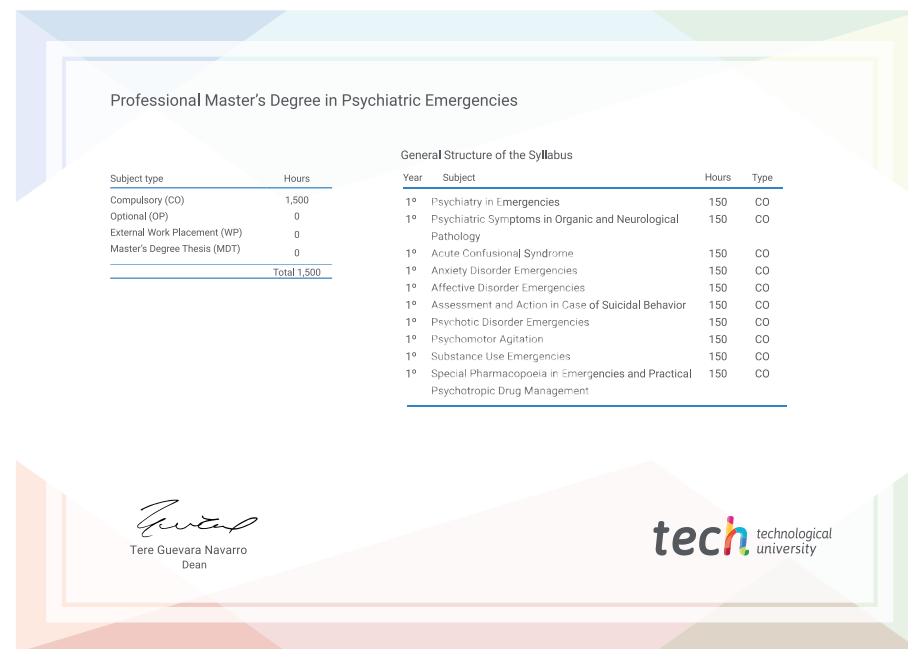 Professional Master's Degree in Psychiatric Emergencies
Subject type Hours
Compulsory (CO) 1,500
Optional (OP) 0
External Work Placement (WP) 0
Master's Degree Thesis (MDT) 0
Total 1,500
General Structure of the Syllabus
Year Subject Hours Type
1º Psychiatry in Emergencies 150 CO
1º Psychiatric Symptoms in Organic and Neurological 150 CO
Pathology
1º Acute Confusional Syndrome 150 CO
1º Anxiety Disorder Emergencies 150 CO
1º Affective Disorder Emergencies 150 CO
1º Assessment and Action in Case of Suicidal Behavior 150 CO
1º Psychotic Disorder Emergencies 150 CO
1º Psychomotor Agitation 150 CO
1º Substance Use Emergencies 150 CO
1º Special Pharmacopoeia in Emergencies and Practical 150 CO
Psychotropic Drug Management
Tere Guevara Navarro
Dean
tech technological
university